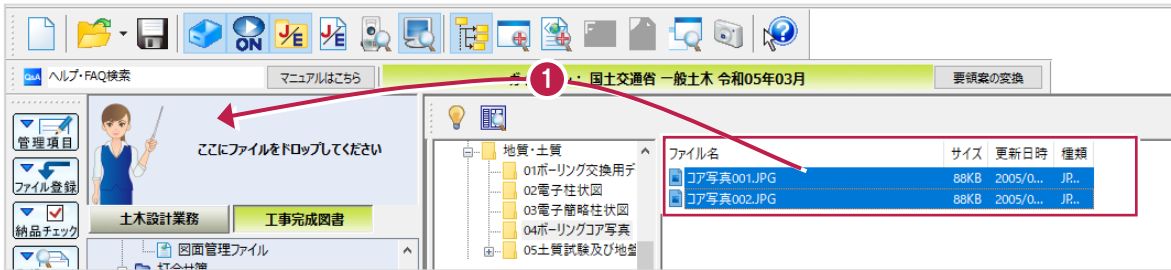 ON
J/E
J/E
Q&A ヘルプ・FAQ検索
マニュアルはこちら
ガ
1
: 国土交通省 一般土木 令和05年03月
要領案の変換
管理項目
ファイル登録
納品チェック
ここにファイルをドロップしてください
土木設計業務
工事完成図書
図面管理ファイル
打合せ簿
地質・土質
01ボーリング交換用デ
02電子柱状図
03電子簡略柱状図
04ボーリングコア写真
05土質試験及び地盤
ファイル名 サイズ 更新日時 種類
コア写真001.JPG 88KB 2005/0... JP...
コア写真002.JPG 88KB 2005/0... JP...